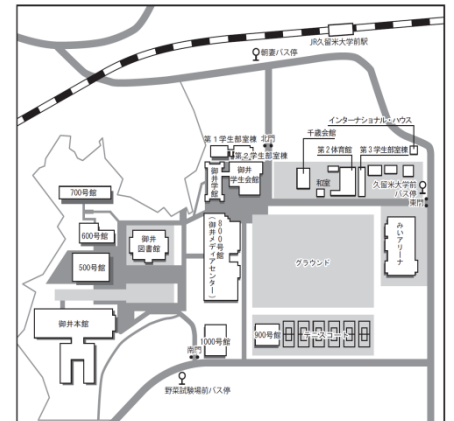 JR久留米大学前駅
朝妻バス停
インターナショナル・ハウス
千歳会館
第1学生部室棟
北門
第2体育館
第3学生部室棟
第2学生部室棟
御井学館
御井
学生会館
和室
久留米大学前
バス停
東門
700号館
600号館
御井
図書館
500号館
800号館
(御井メディアセンター)
グラウンド
みいアリーナ
御井本館
南門
1000号館
900号館
テニスコート
野菜試験場前バス停